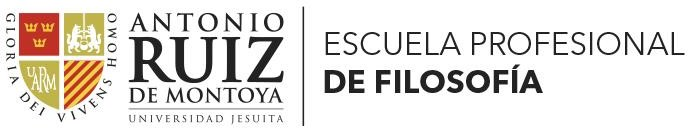 GLORIA DEI VIVENS HOMO
UARM
ANTONIO
RUIZ
DE MONTOYA
UNIVERSIDAD JESUITA
ESCUELA PROFESIONAL
DE FILOSOFÍA